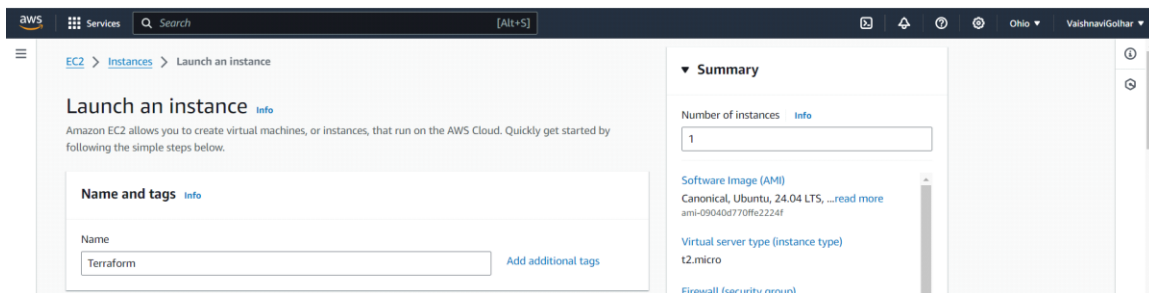 aws
Services
Search
[Alt+S]
Ohio
VaishnaviGolhar
EC2 > Instances > Launch an instance
Launch an instance Info
Amazon EC2 allows you to create virtual machines, or instances, that run on the AWS Cloud. Quickly get started by
following the simple steps below.
Name and tags Info
Name
Terraform
Add additional tags
Summary
Number of instances Info
1
Software Image (AMI)
Canonical, Ubuntu, 24.04 LTS, ...read more
ami-09040d770ffe2224f
Virtual server type (instance type)
t2.micro
Firewall (security group)